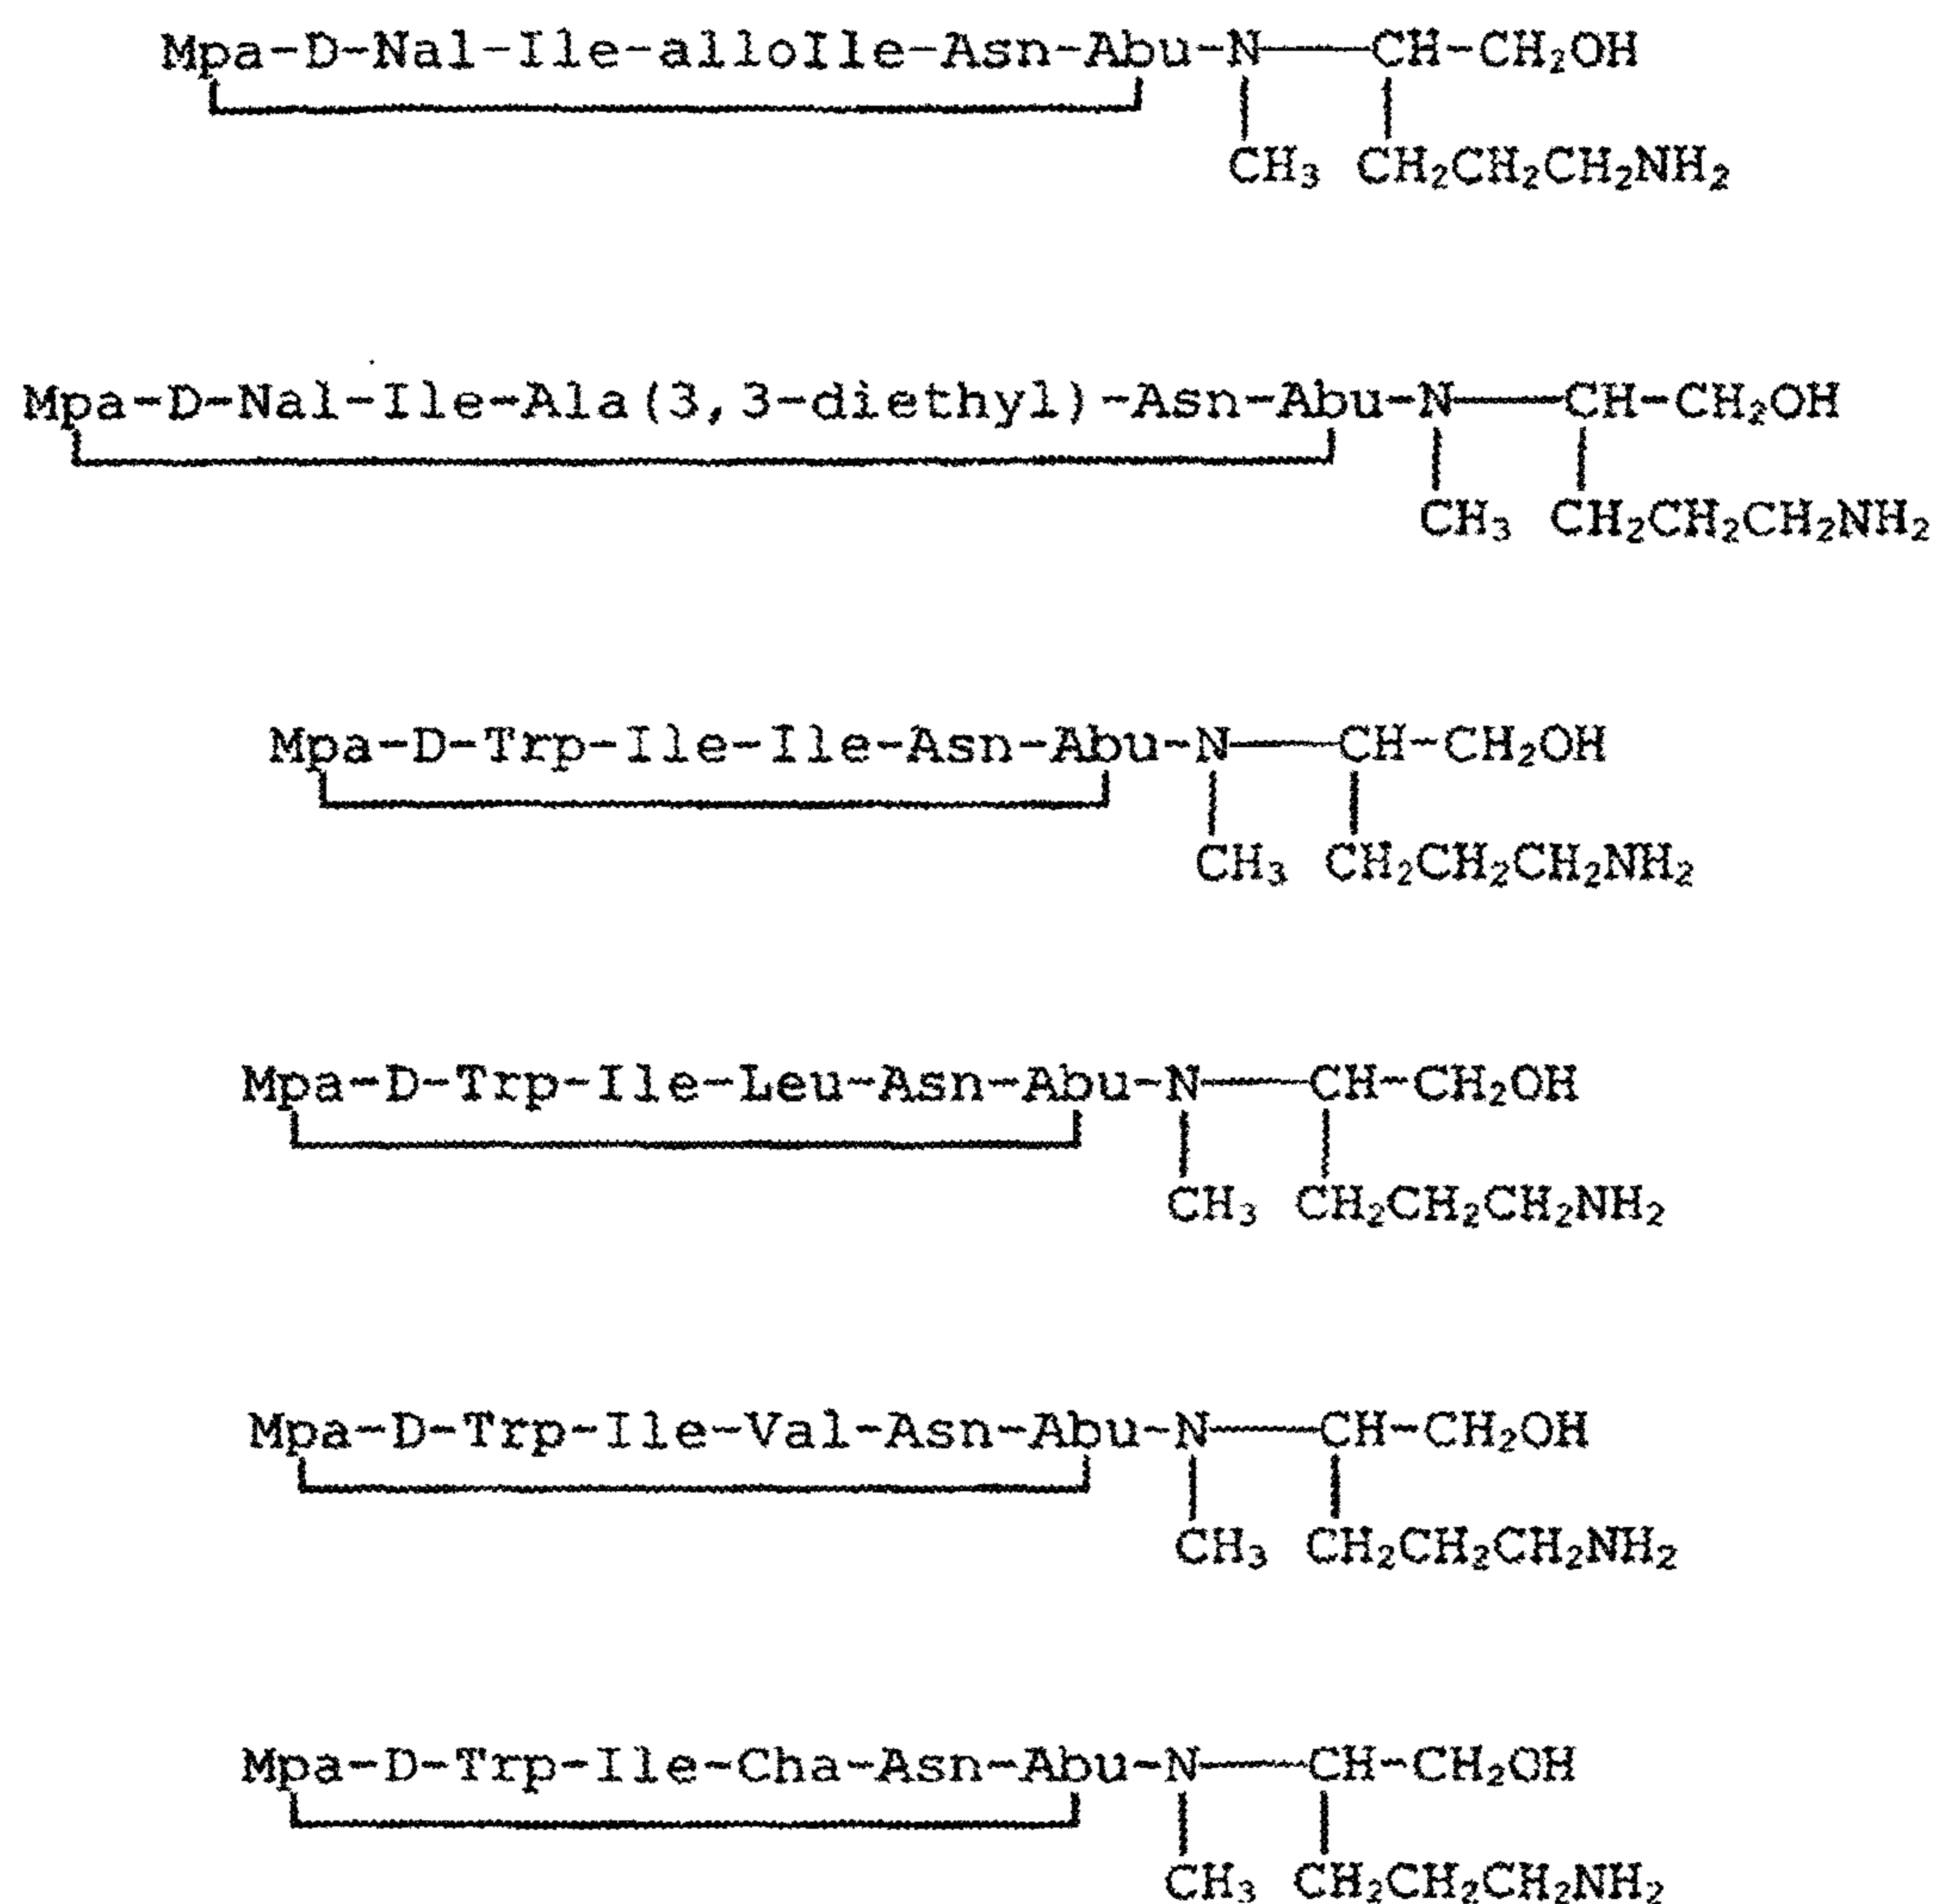 Mpa-D-Nal-Ile-alloIle-Asn-Abu-N—CH-CH₂OH
CH₃ CH₂CH₂CH₂NH₂
Mpa-D-Nal-Ile-Ala(3,3-diethyl)-Asn-Abu-N—CH-CH₂OH
CH₃ CH₂CH₂CH₂NH₂
Mpa-D-Trp-Ile-Ile-Asn-Abu-N—CH-CH₂OH
CH₃ CH₂CH₂CH₂NH₂
Mpa-D-Trp-Ile-Leu-Asn-Abu-N—CH-CH₂OH
CH₃ CH₂CH₂CH₂NH₂
Mpa-D-Trp-Ile-Val-Asn-Abu-N—CH-CH₂OH
CH₃ CH₂CH₂CH₂NH₂
Mpa-D-Trp-Ile-Cha-Asn-Abu-N—CH-CH₂OH
CH₃ CH₂CH₂CH₂NH₂